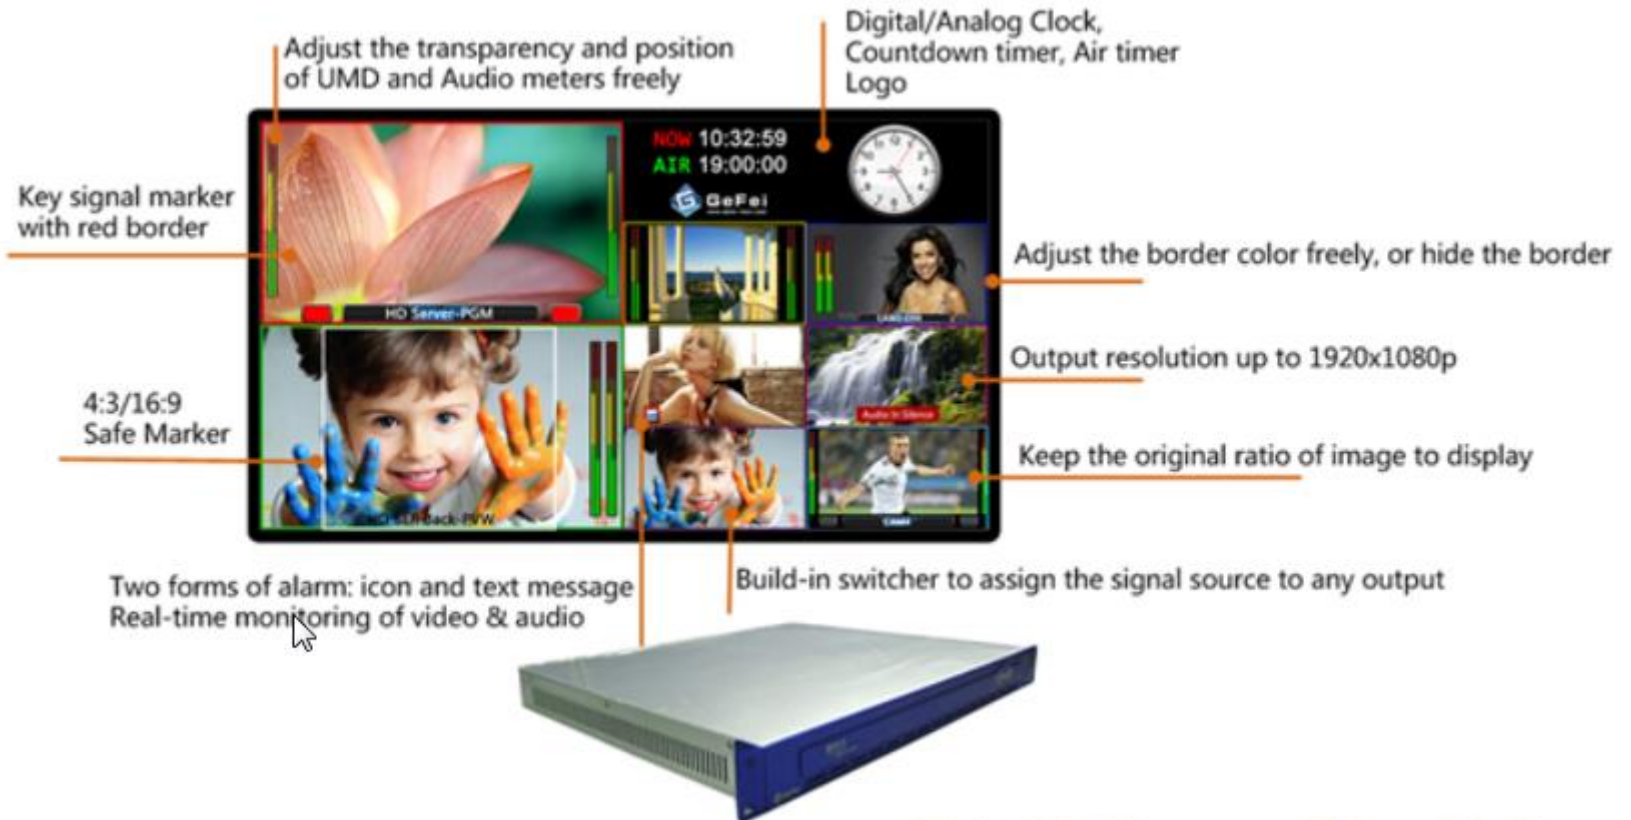 Digital/Analog Clock,
Countdown timer, Air timer
Logo
Adjust the transparency and position
of UMD and Audio meters freely
NOW 10:32:59
AIR 19:00:00
GeFei
Key signal marker
with red border
Adjust the border color freely, or hide the border
HD Server-PGM
Output resolution up to 1920x1080p
4:3/16:9
Safe Marker
Audio In Silence
Keep the original ratio of image to display
Back-PVW
Two forms of alarm: icon and text message
Real-time monitoring of video & audio
Build-in switcher to assign the signal source to any output